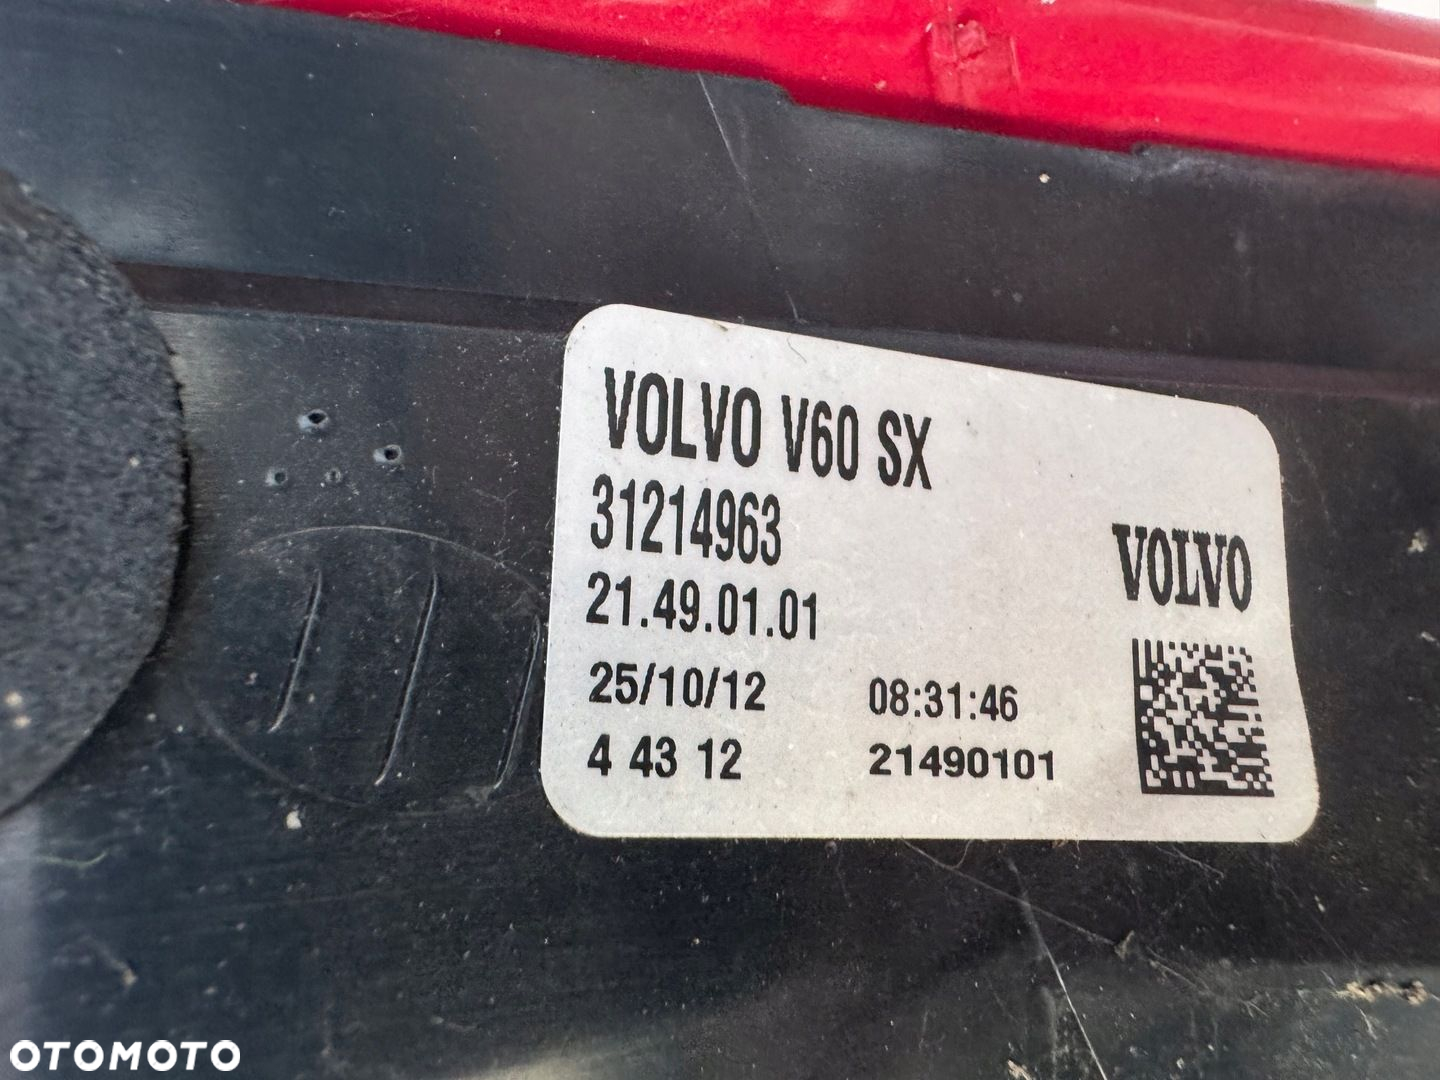 VOLVO V60 SX
31214963
21.49.01.01
VOLVO
25/10/12 08:31:46
4 43 12 21490101
OTOMOTO